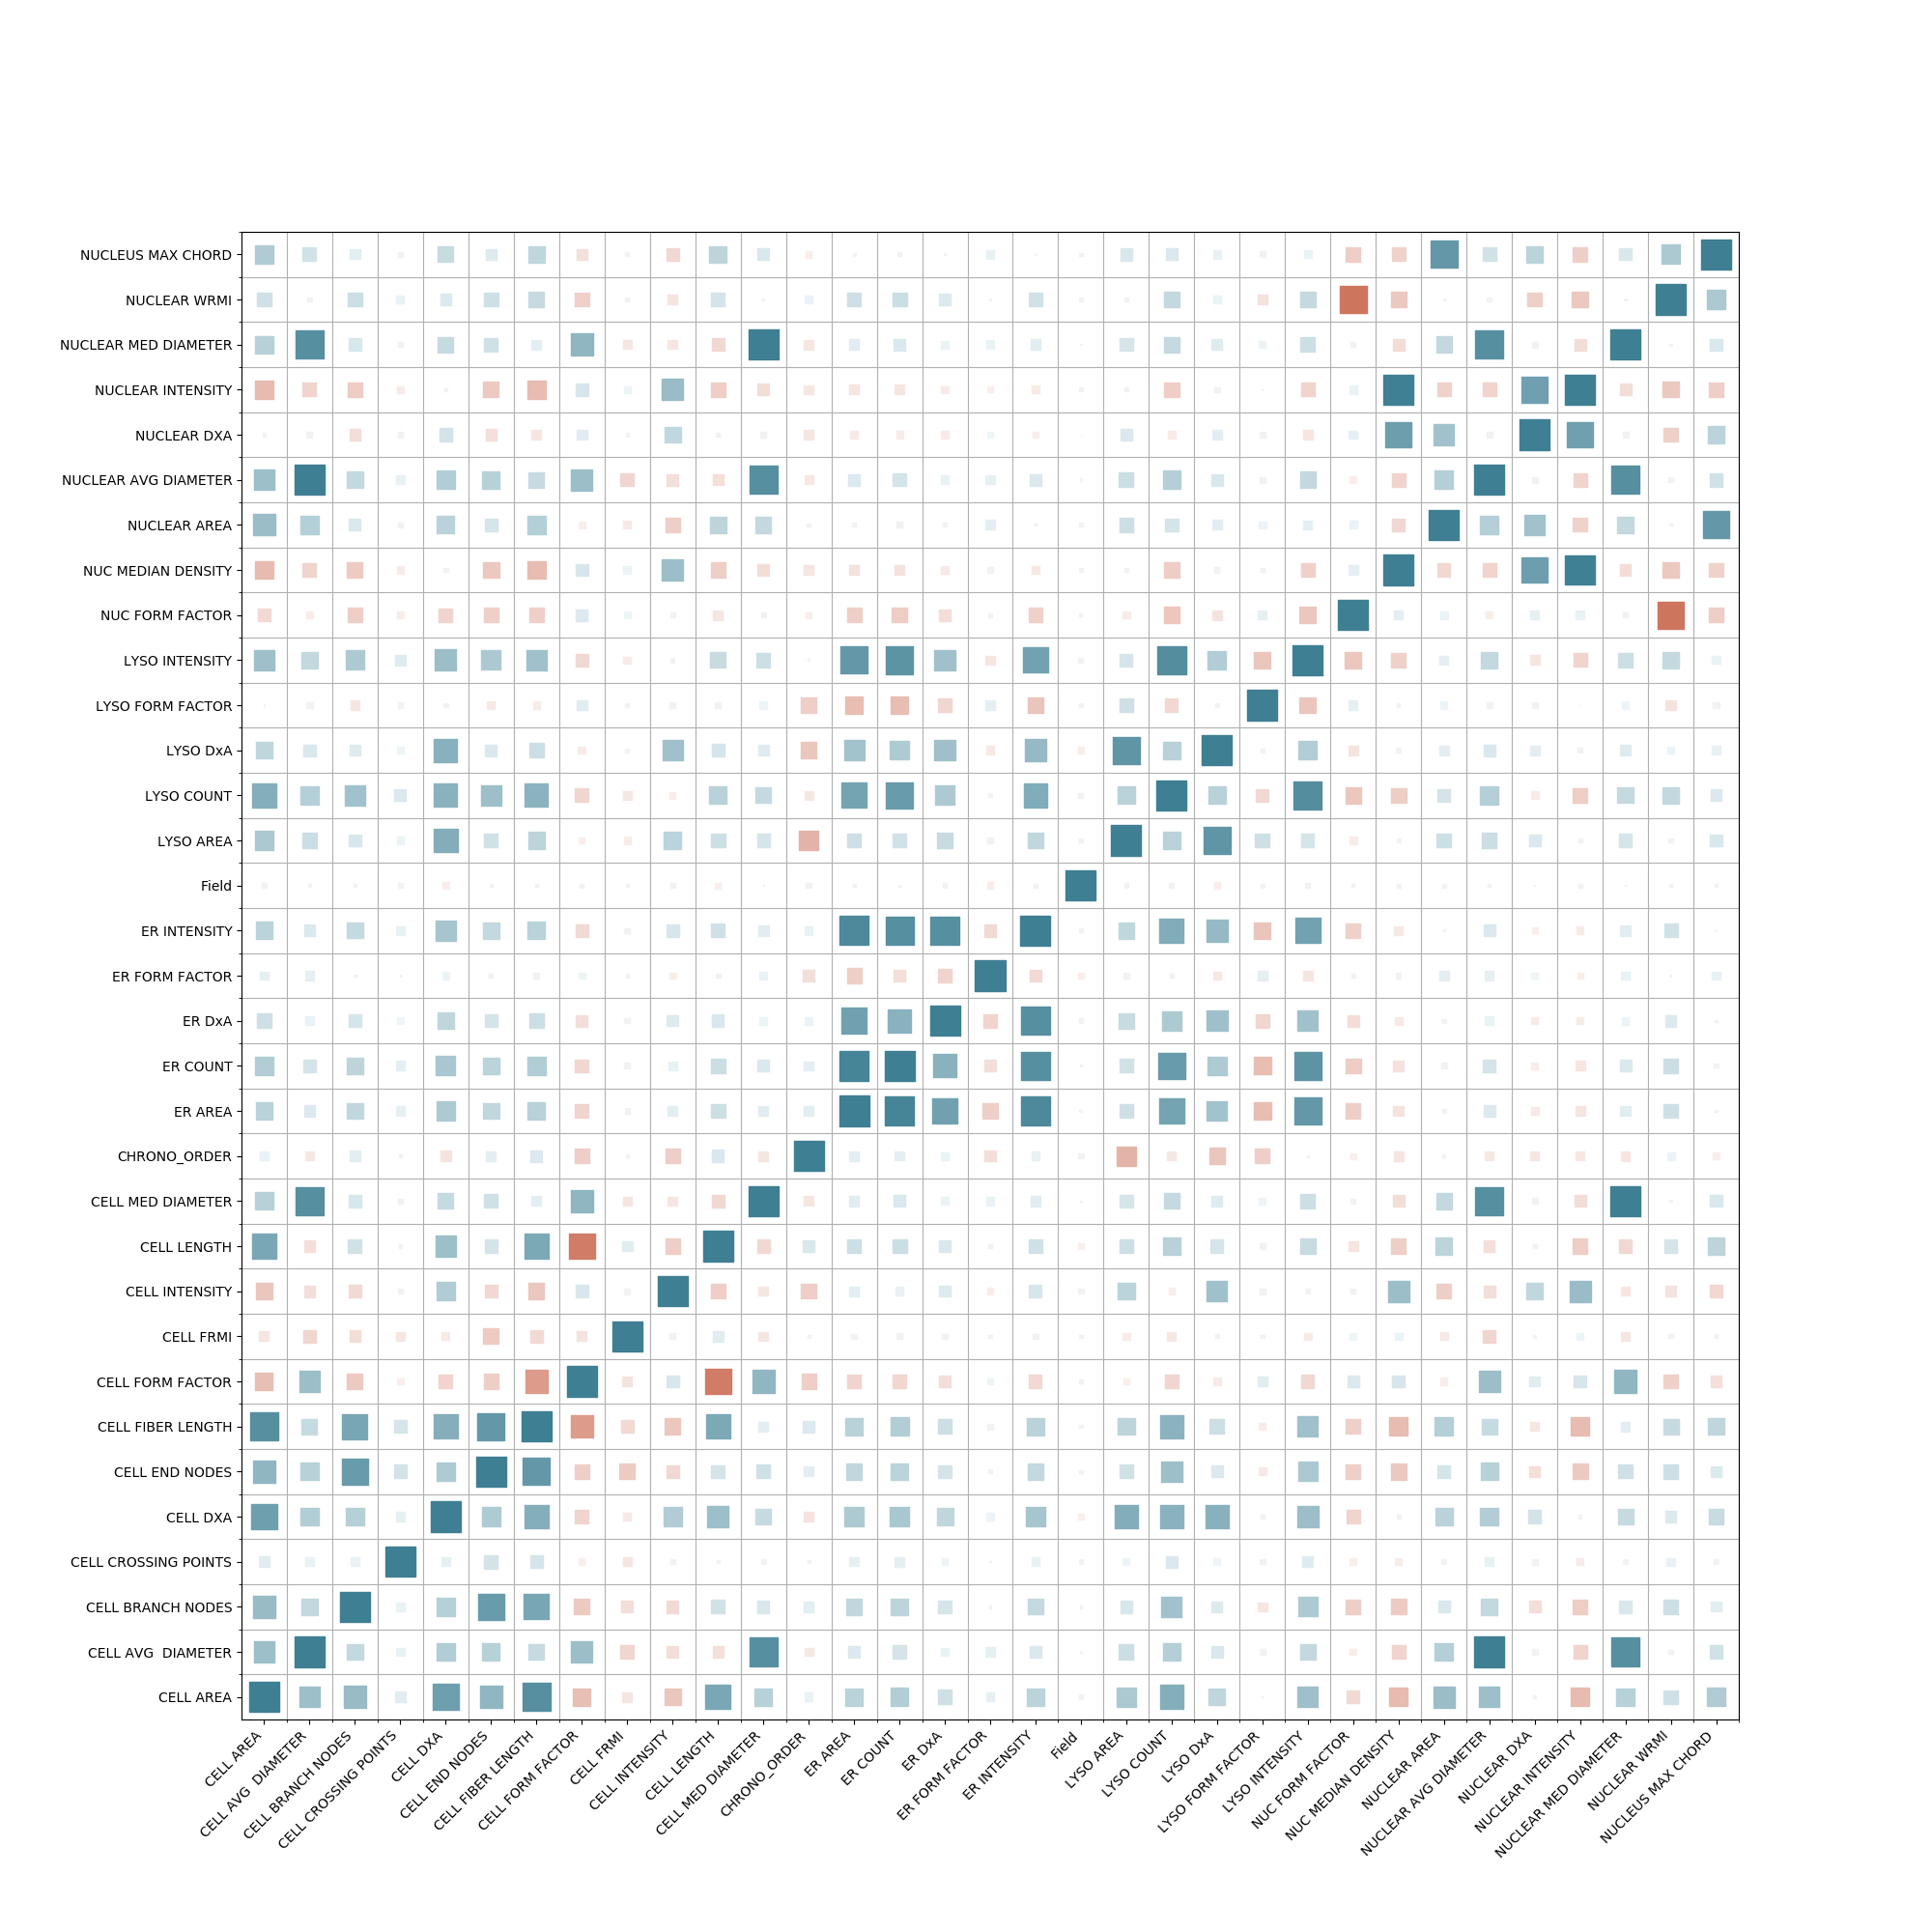 NUCLEUS MAX CHORD
NUCLEAR WRMI
NUCLEAR MED DIAMETER
NUCLEAR INTENSITY
NUCLEAR DXA
NUCLEAR AVG DIAMETER
NUCLEAR AREA
NUC MEDIAN DENSITY
NUC FORM FACTOR
LYSO INTENSITY
LYSO FORM FACTOR
LYSO DxA
LYSO COUNT
LYSO AREA
Field
ER INTENSITY
ER FORM FACTOR
ER DxA
ER COUNT
ER AREA
CHRONO_ORDER
CELL MED DIAMETER
CELL LENGTH
CELL INTENSITY
CELL FRMI
CELL FORM FACTOR
CELL FIBER LENGTH
CELL END NODES
CELL DXA
CELL CROSSING POINTS
CELL BRANCH NODES
CELL AVG  DIAMETER
CELL AREA
CELL AREA
CELL AVG  DIAMETER
CELL BRANCH NODES
CELL CROSSING POINTS
CELL DXA
CELL END NODES
CELL FIBER LENGTH
CELL FORM FACTOR
CELL FRMI
CELL INTENSITY
CELL LENGTH
CELL MED DIAMETER
CHRONO_ORDER
ER AREA
ER COUNT
ER DxA
ER FORM FACTOR
ER INTENSITY
Field
LYSO AREA
LYSO COUNT
LYSO DxA
LYSO FORM FACTOR
LYSO INTENSITY
NUC FORM FACTOR
NUC MEDIAN DENSITY
NUCLEAR AREA
NUCLEAR AVG DIAMETER
NUCLEAR DXA
NUCLEAR INTENSITY
NUCLEAR MED DIAMETER
NUCLEAR WRMI
NUCLEUS MAX CHORD